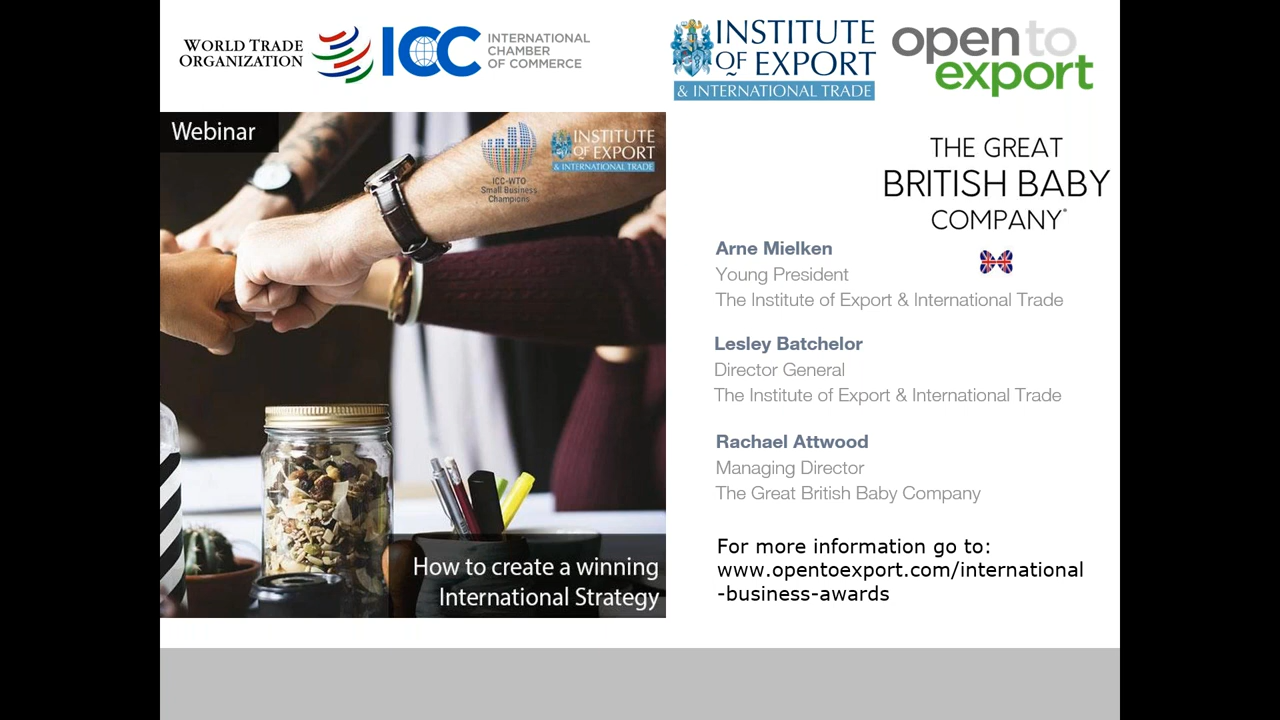 WORLD TRADE
ORGANIZATION
ICC
INTERNATIONAL
CHAMBER
OF COMMERCE
INSTITUTE
OF EXPORT
& INTERNATIONAL TRADE
open to
export
Webinar
ICC-WTO
Small Business
Champions
INSTITUTE
OF EXPORT
& INTERNATIONAL TRADE
How to create a winning
International Strategy
THE GREAT
BRITISH BABY
COMPANY®
Arne Mielken
Young President
The Institute of Export & International Trade
Lesley Batchelor
Director General
The Institute of Export & International Trade
Rachael Attwood
Managing Director
The Great British Baby Company
For more information go to:
www.opentoexport.com/international
-business-awards